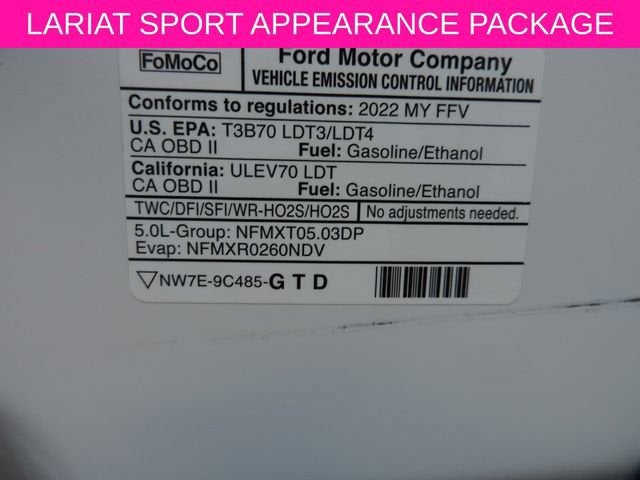 LARIAT SPORT APPEARANCE PACKAGE
FoMoCo
Ford Motor Company
VEHICLE EMISSION CONTROL INFORMATION
Conforms to regulations: 2022 MY FFV
U.S. EPA: T3B70 LDT3/LDT4
CA OBD II Fuel: Gasoline/Ethanol
California: ULEV70 LDT
CA OBD II Fuel: Gasoline/Ethanol
TWC/DFI/SFI/WR-HO2S/HO2S No adjustments needed.
5.0L-Group: NFMXT05.03DP
Evap: NFMXR0260NDV
NW7E-9C485-GTD